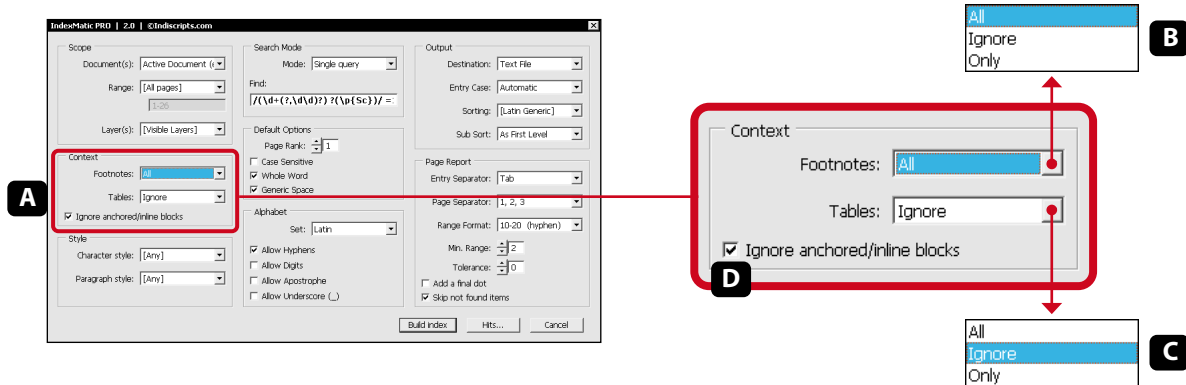 IndexMatic PRO | 2.0 | ©Indiscripts.com
Scope
Document(s): Active Document (
Range: [All pages]
1-26
Layer(s): [Visible Layers]
Context
Footnotes: All
Tables: Ignore
Ignore anchored/inline blocks
Style
Character style: [Any]
Paragraph style: [Any]
Search Mode
Mode: Single query
Find:
/(\d+(?,\d\d)?) ?(\p{Sc})/ =
Default Options
Page Rank: 1
Case Sensitive
Whole Word
Generic Space
Alphabet
Set: Latin
Allow Hyphens
Allow Digits
Allow Apostrophe
Allow Underscore (_)
Output
Destination: Text File
Entry Case: Automatic
Sorting: [Latin Generic]
Sub Sort: As First Level
Page Report
Entry Separator: Tab
Page Separator: 1, 2, 3
Range Format: 10-20 (hyphen)
Min. Range: 2
Tolerance: 0
Add a final dot
Skip not found items
Build index Hits... Cancel
A
All
Ignore
Only
B
Context
Footnotes: All
Tables: Ignore
Ignore anchored/inline blocks
D
All
Ignore
Only
C